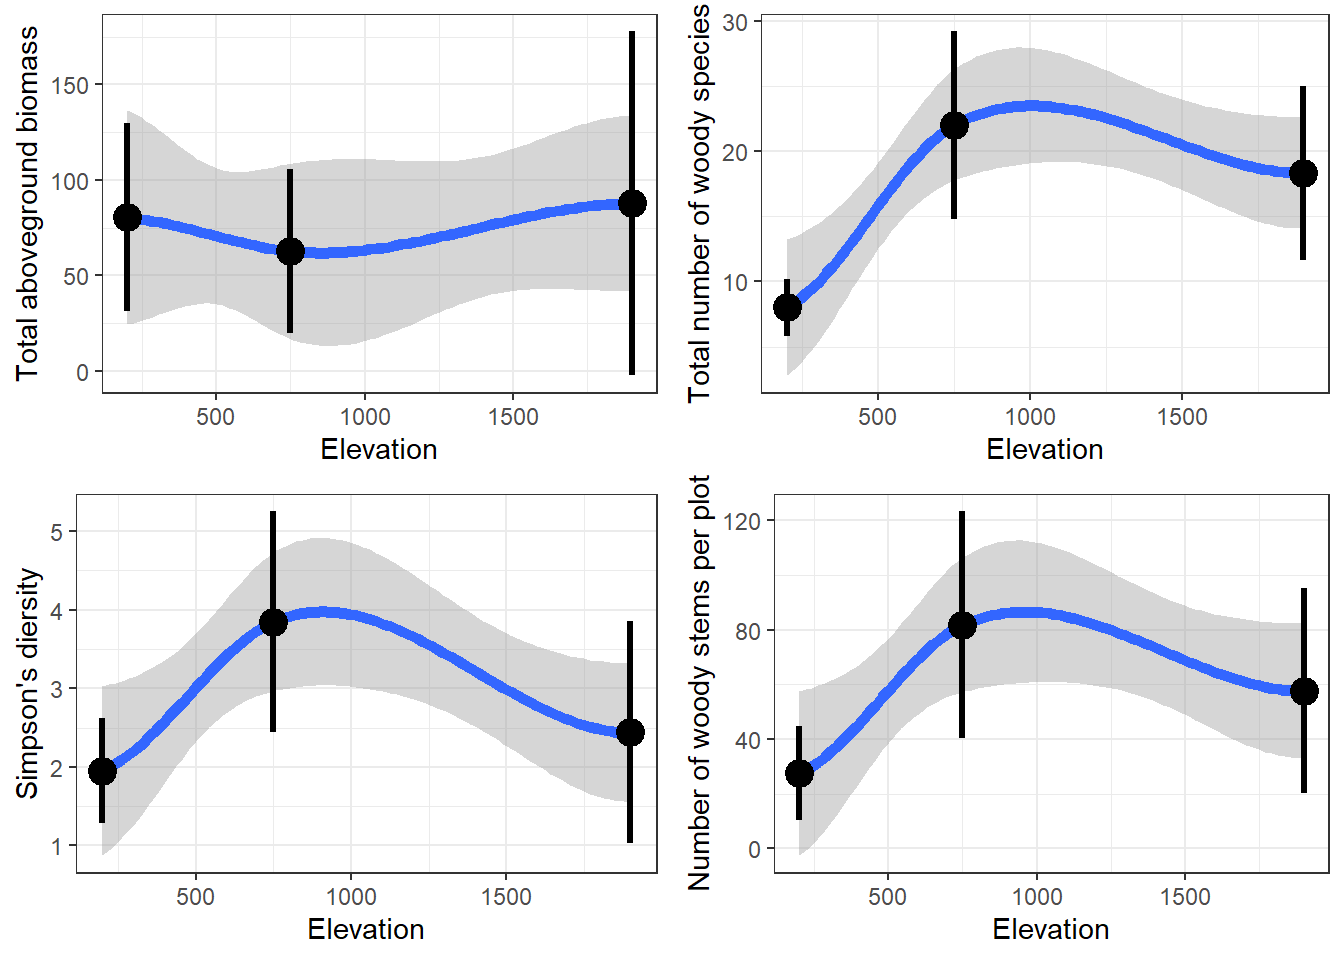 Total aboveground biomass
150
100
50
0
500 1000 1500
Elevation
Total number of woody species
30
20
10
500 1000 1500
Elevation
Simpson's diersity
5
4
3
2
1
500 1000 1500
Elevation
Number of woody stems per plot
120
80
40
0
500 1000 1500
Elevation